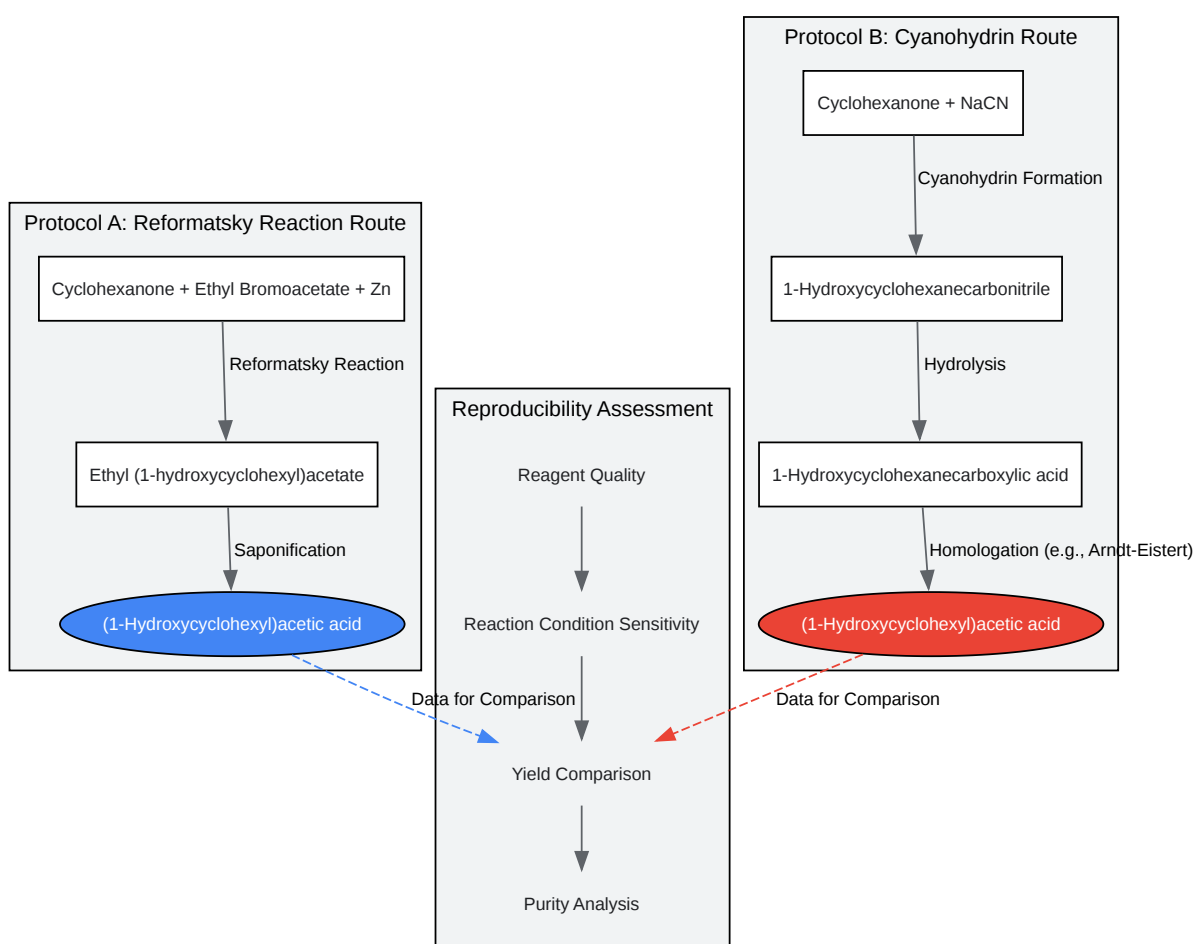 Protocol A: Reformatsky Reaction Route
Cyclohexanone + Ethyl Bromoacetate + Zn
Reformatsky Reaction
Ethyl (1-hydroxycyclohexyl)acetate
Saponification
(1-Hydroxycyclohexyl)acetic acid
Data for Comparison
Reproducibility Assessment
Reagent Quality
Reaction Condition Sensitivity
Yield Comparison
Purity Analysis
Protocol B: Cyanohydrin Route
Cyclohexanone + NaCN
Cyanohydrin Formation
1-Hydroxycyclohexanecarbonitrile
Hydrolysis
1-Hydroxycyclohexanecarboxylic acid
Homologation (e.g., Arndt-Eistert)
(1-Hydroxycyclohexyl)acetic acid
Data for Comparison